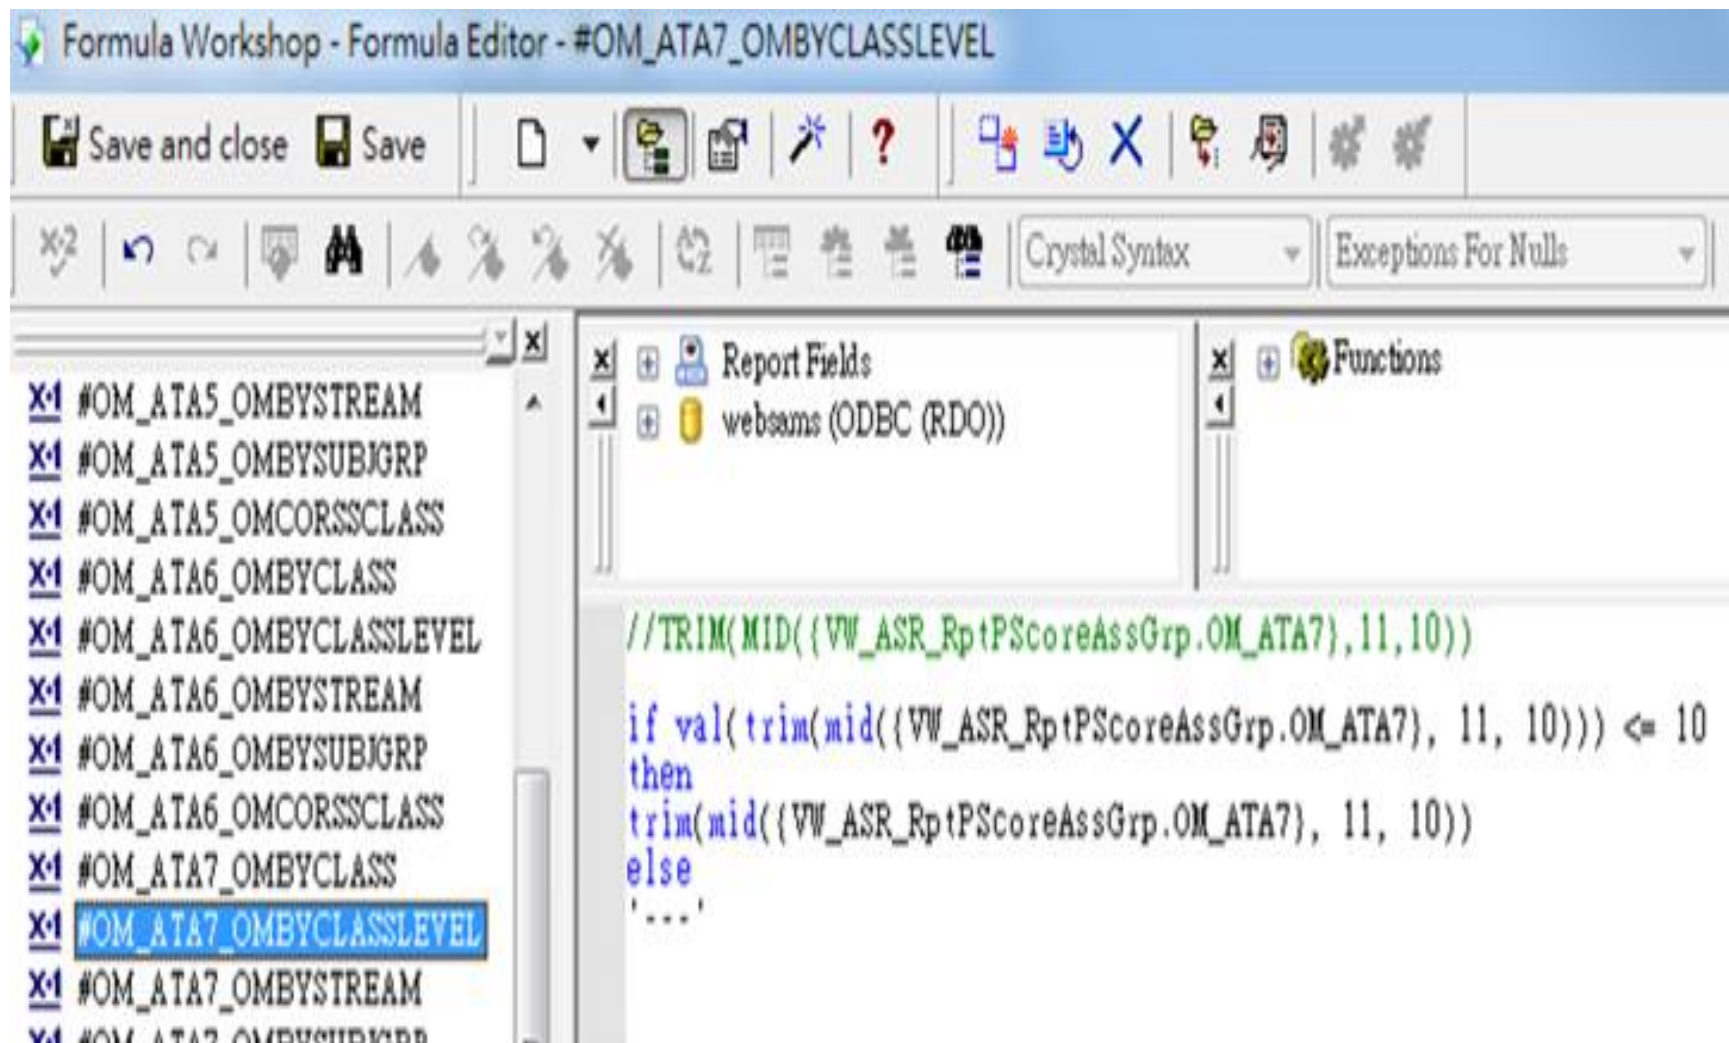 Formula Workshop - Formula Editor - #OM_ATA7_OMBYCLASSLEVEL
Save and close Save
Crystal Syntax Exceptions For Nulls
#OM_ATA5_OMBYSTREAM
#OM_ATA5_OMBYSUBJGRP
#OM_ATA5_OMCORSSCLASS
#OM_ATA6_OMBYCLASS
#OM_ATA6_OMBYCLASSLEVEL
#OM_ATA6_OMBYSTREAM
#OM_ATA6_OMBYSUBJGRP
#OM_ATA6_OMCORSSCLASS
#OM_ATA7_OMBYCLASS
#OM_ATA7_OMBYCLASSLEVEL
#OM_ATA7_OMBYSTREAM
#OM_ATA7_OMBYSUBJGRP
Report Fields
websams (ODBC (RDO))
Functions
//TRIM(MID({VW_ASR_RptPScoreAssGrp.OM_ATA7},11,10))
if val(trim(mid({VW_ASR_RptPScoreAssGrp.OM_ATA7}, 11, 10))) <= 10
then
trim(mid({VW_ASR_RptPScoreAssGrp.OM_ATA7}, 11, 10))
else
'---'